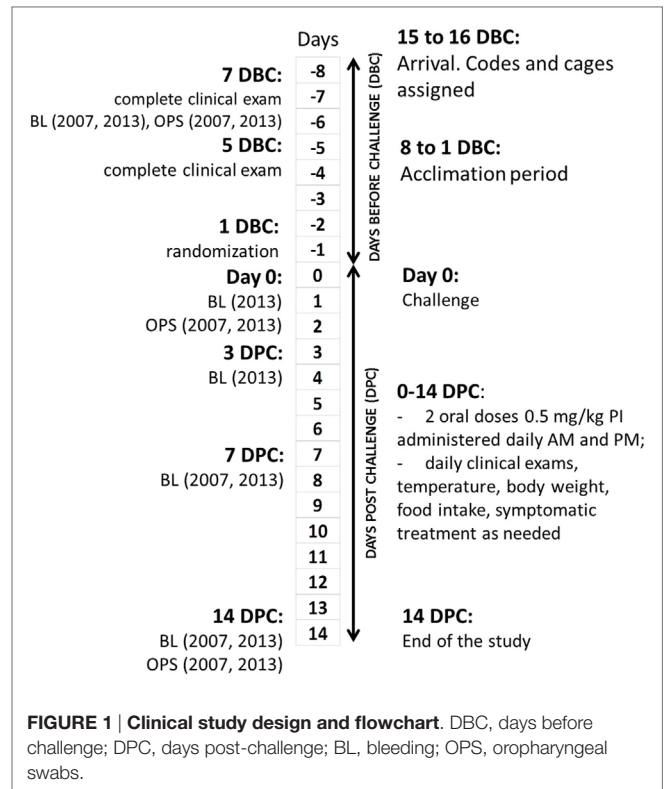 Days
7 DBC:
complete clinical exam
BL (2007, 2013), OPS (2007, 2013)
5 DBC:
complete clinical exam
1 DBC:
randomization
Day 0:
BL (2013)
OPS (2007, 2013)
3 DPC:
BL (2013)
7 DPC:
BL (2007, 2013)
14 DPC:
BL (2007, 2013)
OPS (2007, 2013)
-8
-7
-6
-5
-4
-3
-2
-1
0
1
2
3
4
5
6
7
8
9
10
11
12
13
14
DAYS BEFORE CHALLENGE (DBC)
DAYS POST CHALLENGE (DPC)
15 to 16 DBC:
Arrival. Codes and cages
assigned
8 to 1 DBC:
Acclimation period
Day 0:
Challenge
0-14 DPC:
- 2 oral doses 0.5 mg/kg PI
administered daily AM and PM;
- daily clinical exams,
temperature, body weight,
food intake, symptomatic
treatment as needed
14 DPC:
End of the study
FIGURE 1 | Clinical study design and flowchart. DBC, days before
challenge; DPC, days post-challenge; BL, bleeding; OPS, oropharyngeal
swabs.